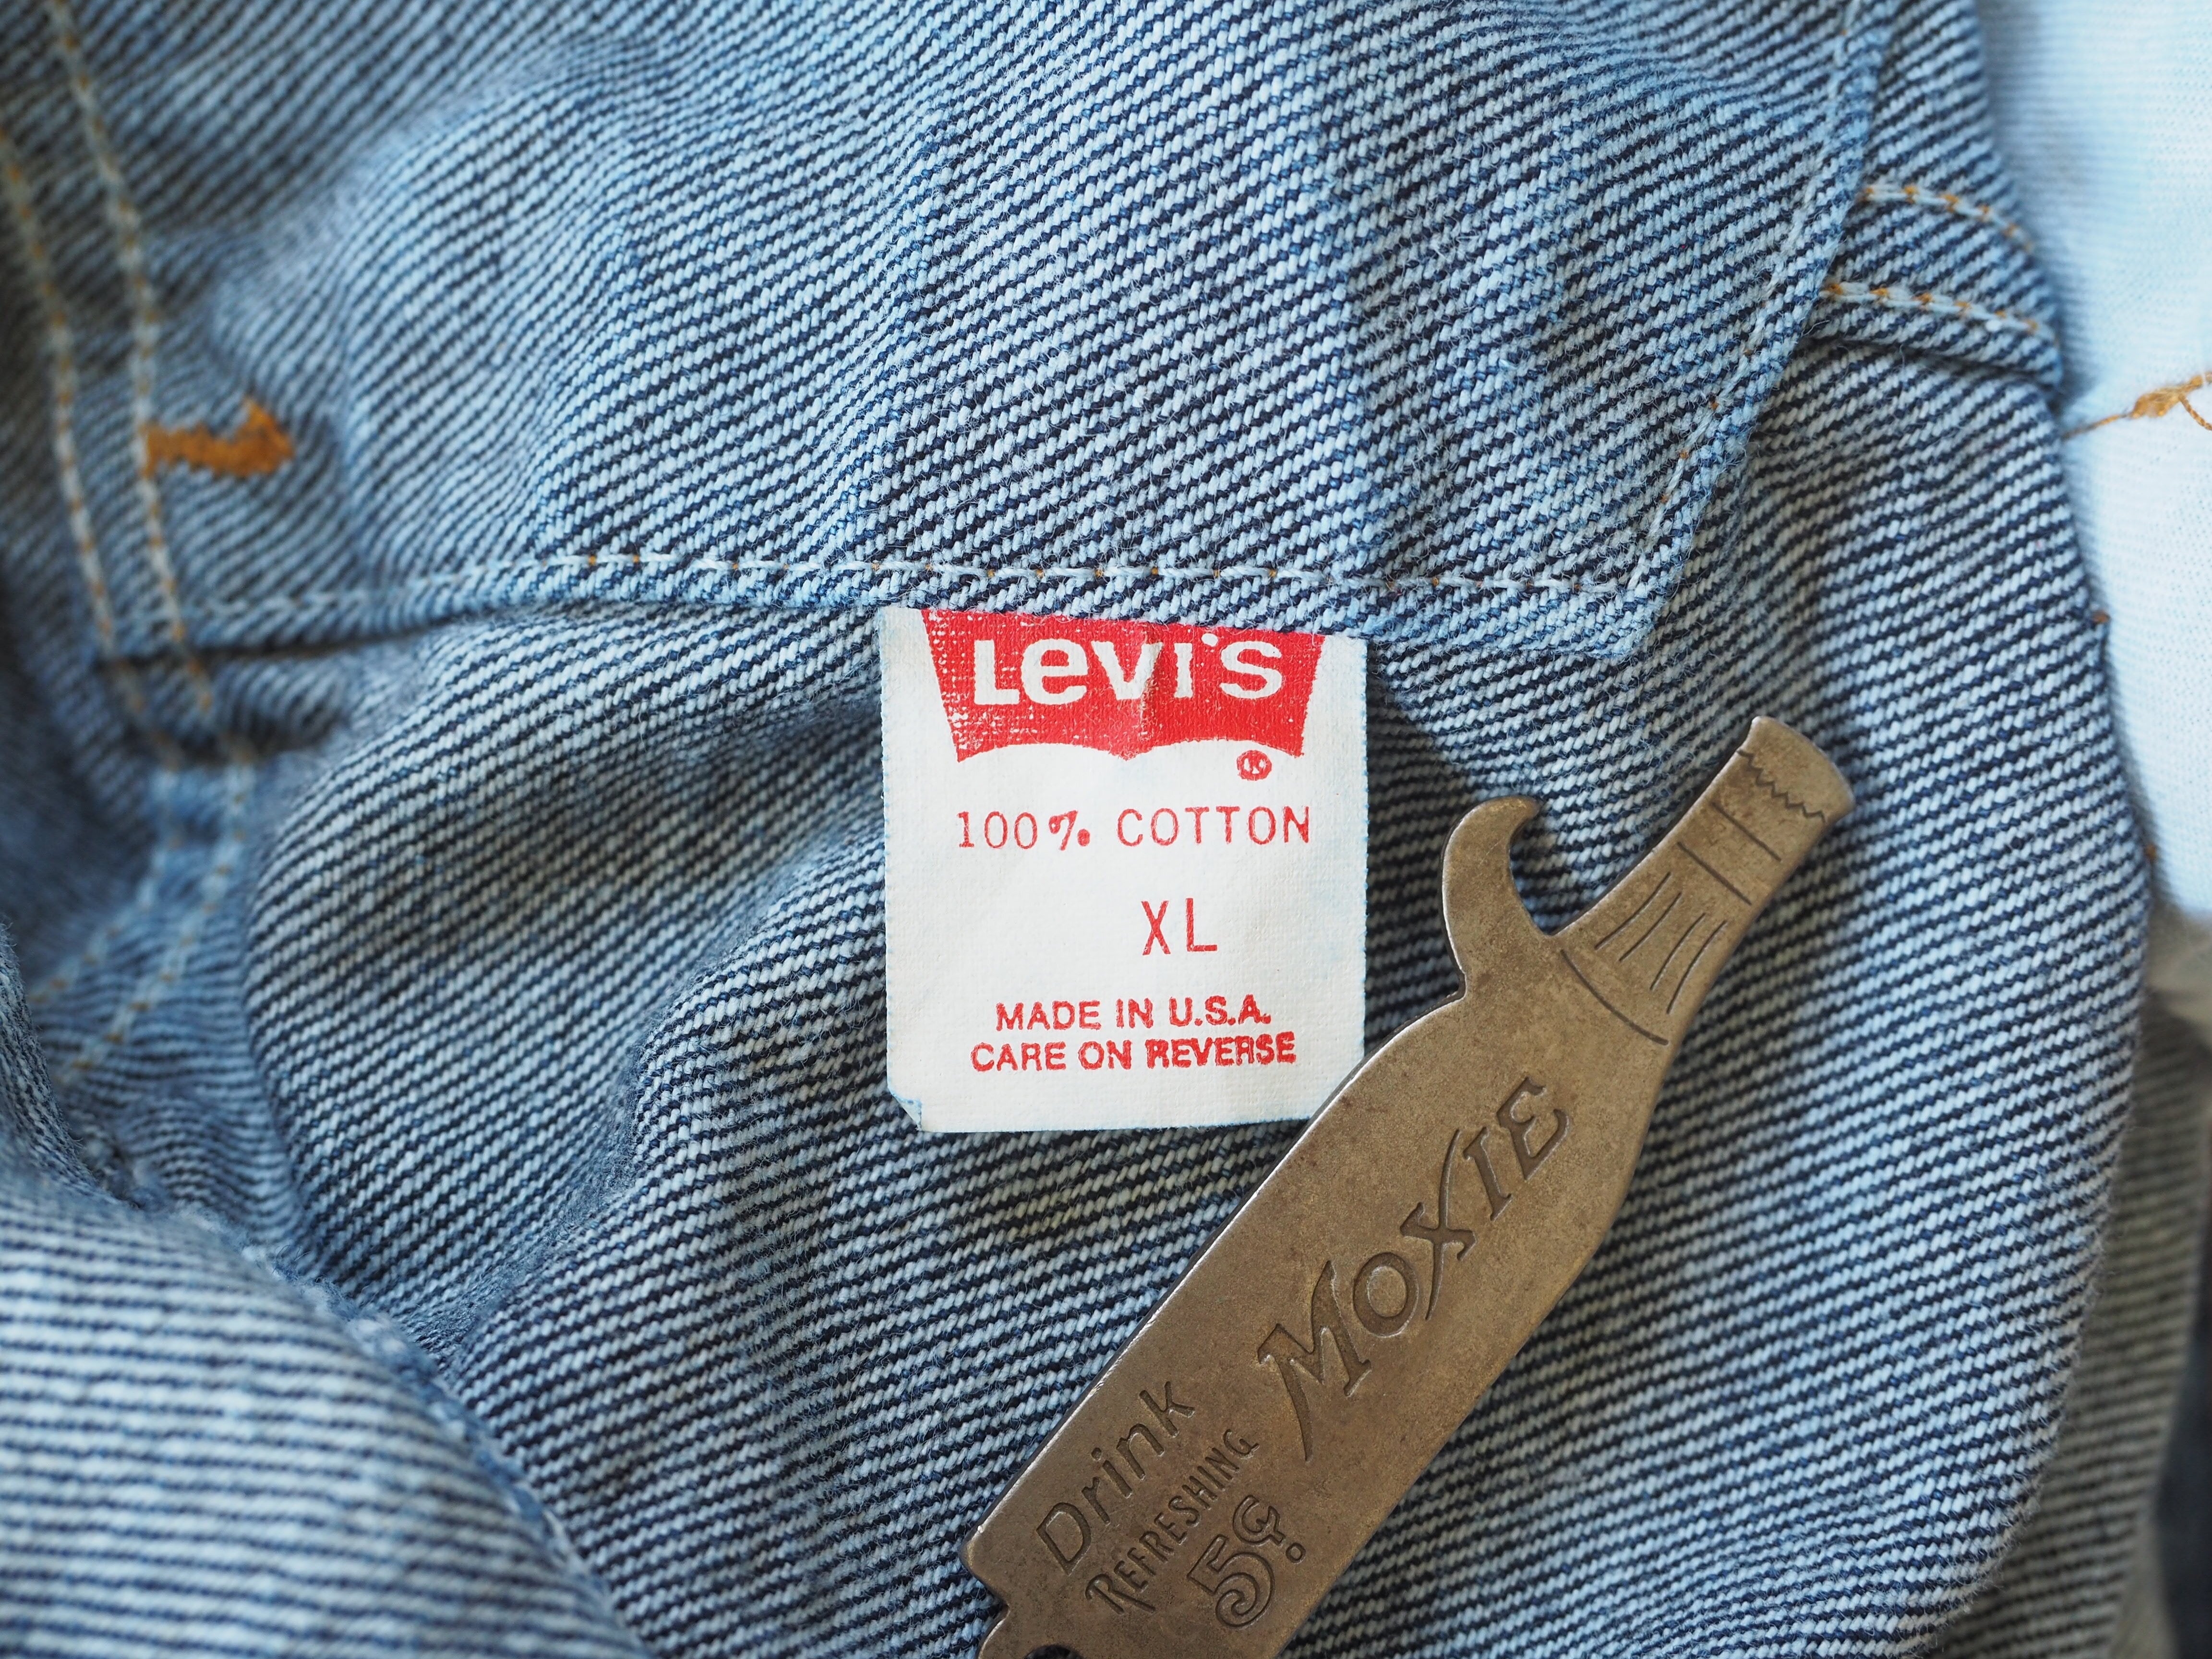 Levi's
®
100% COTTON
XL
MADE IN U.S.A.
CARE ON REVERSE
MOXIE
Drink
REFRESHING
5¢.